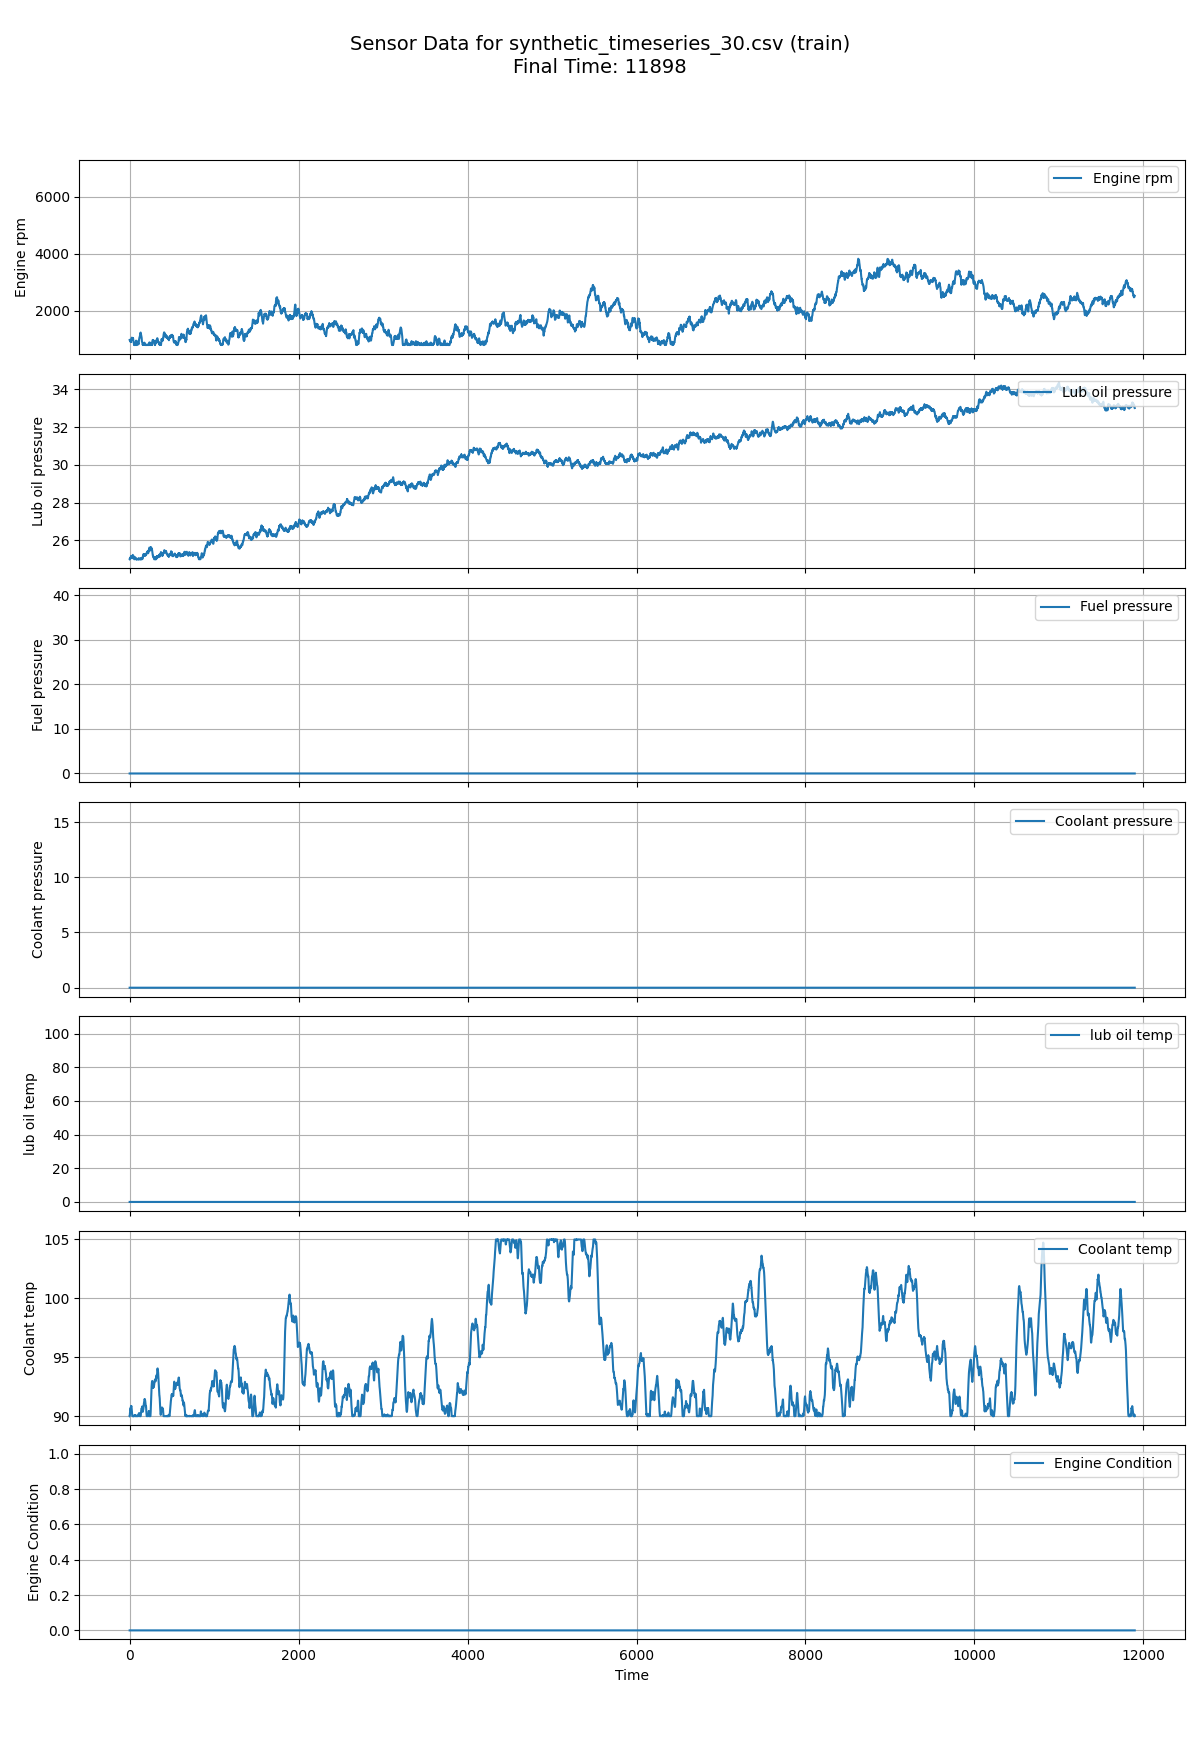 Sensor Data for synthetic_timeseries_30.csv (train)
Final Time: 11898
Engine rpm
6000
4000
2000
Engine rpm
Lub oil pressure
34
32
30
28
26
Lub oil pressure
Fuel pressure
40
30
20
10
0
Fuel pressure
Coolant pressure
15
10
5
0
Coolant pressure
lub oil temp
100
80
60
40
20
0
lub oil temp
Coolant temp
105
100
95
90
Coolant temp
Engine Condition
1.0
0.8
0.6
0.4
0.2
0.0
Engine Condition
0 2000 4000 6000 8000 10000 12000
Time